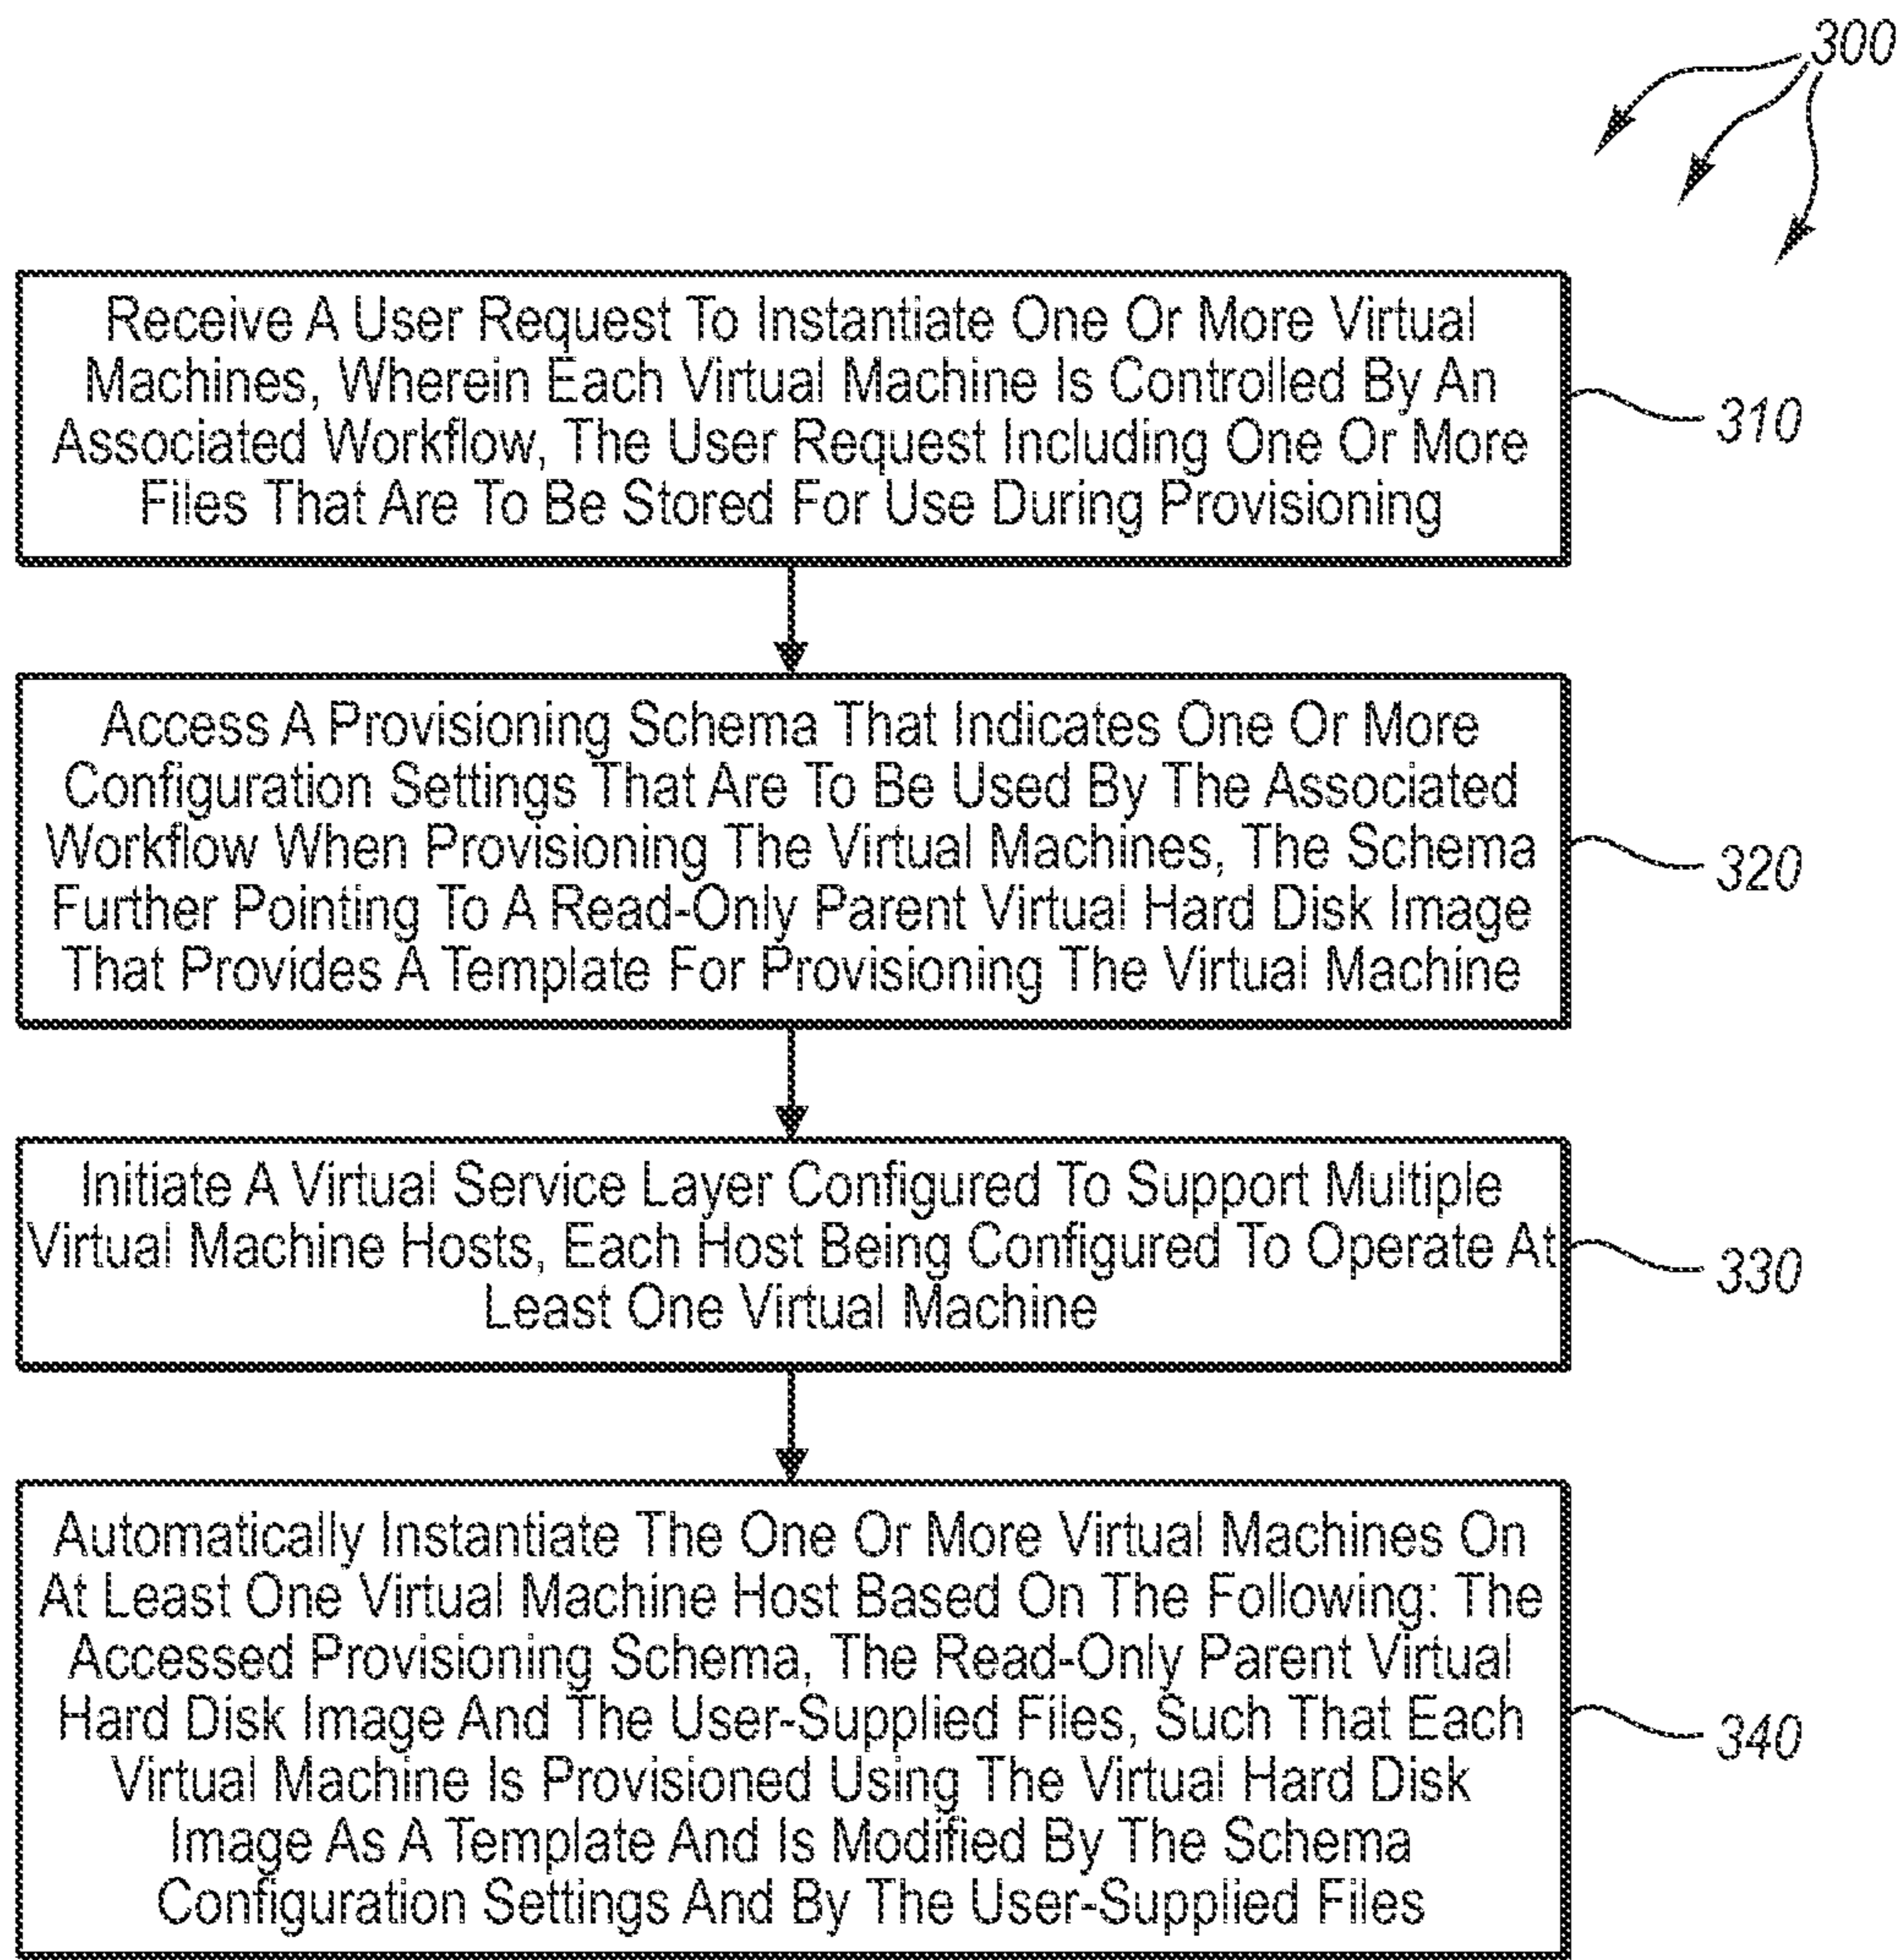 300
Receive A User Request To Instantiate One Or More Virtual
Machines, Wherein Each Virtual Machine Is Controlled By An
Associated Workflow, The User Request Including One Or More
Files That Are To Be Stored For Use During Provisioning
310
Access A Provisioning Schema That Indicates One Or More
Configuration Settings That Are To Be Used By The Associated
Workflow When Provisioning The Virtual Machines, The Schema
Further Pointing To A Read-Only Parent Virtual Hard Disk Image
That Provides A Template For Provisioning The Virtual Machine
320
Initiate A Virtual Service Layer Configured To Support Multiple
Virtual Machine Hosts, Each Host Being Configured To Operate At
Least One Virtual Machine
330
Automatically Instantiate The One Or More Virtual Machines On
At Least One Virtual Machine Host Based On The Following: The
Accessed Provisioning Schema, The Read-Only Parent Virtual
Hard Disk Image And The User-Supplied Files, Such That Each
Virtual Machine Is Provisioned Using The Virtual Hard Disk
Image As A Template And Is Modified By The Schema
Configuration Settings And By The User-Supplied Files
340